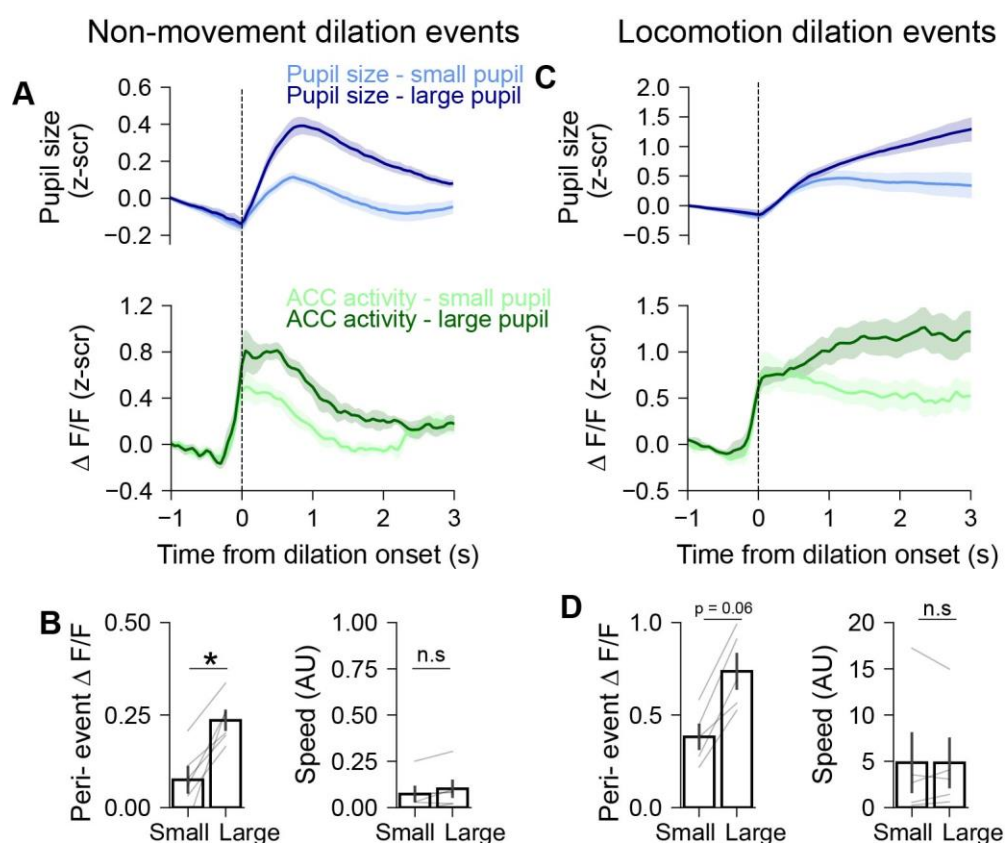 Non-movement dilation events
Locomotion dilation events
A
Pupil size - small pupil
Pupil size - large pupil
Pupil size
(z-scr)
0.4
0.2
0.0
−0.2
ACC activity - small pupil
ACC activity - large pupil
Δ F/F (z-scr)
1.2
0.8
0.4
0.0
−0.4
−1 0 1 2 3
Time from dilation onset (s)
C
Pupil size
(z-scr)
2.0
1.5
1.0
0.5
0.0
−0.5
Δ F/F (z-scr)
1.5
1.0
0.5
0.0
−0.5
−1 0 1 2 3
Time from dilation onset (s)
B
Peri- event Δ F/F
0.50
0.25
0.00
*
Small Large
Speed (AU)
1.00
0.75
0.50
0.25
0.00
n.s
Small Large
D
Peri- event Δ F/F
1.0
0.5
0.0
p = 0.06
Small Large
Speed (AU)
20
15
10
5
0
n.s
Small Large